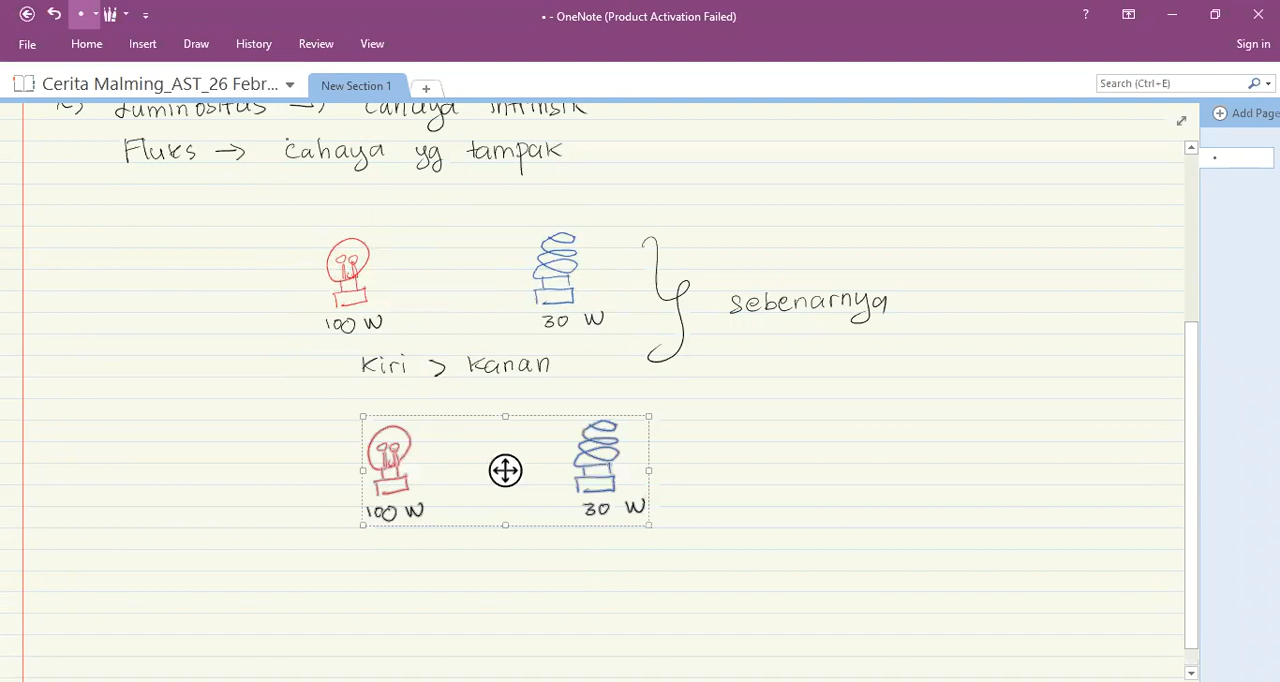 • - OneNote (Product Activation Failed)
?
File Home Insert Draw History Review View Sign in
Cerita Malming_AST_26 Febr... New Section 1 + Search (Ctrl+E)
Add Page
Luminositas → cahaya intrinsik
Fluks → cahaya yg tampak
100 W 30 W
sebenarnya
Kiri > Kanan
100 W 30 W